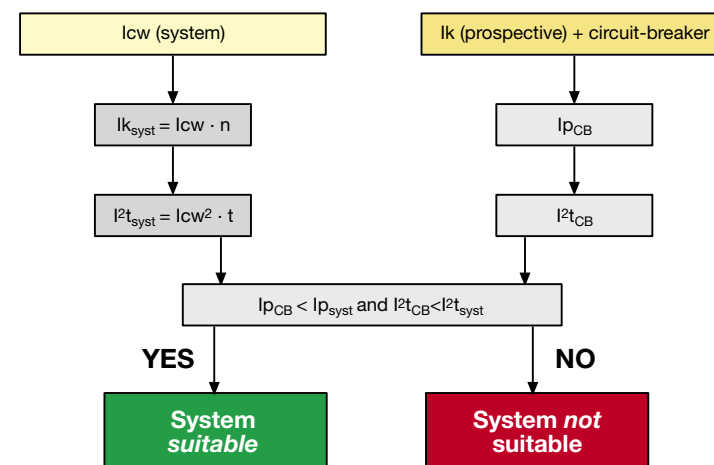 Icw (system)
Ik (prospective) + circuit-breaker
Ik_syst = Icw · n
Ip_CB
I²t_syst = Icw² · t
I²t_CB
Ip_CB < Ip_syst and I²t_CB<I²t_syst
YES
NO
System
suitable
System not
suitable